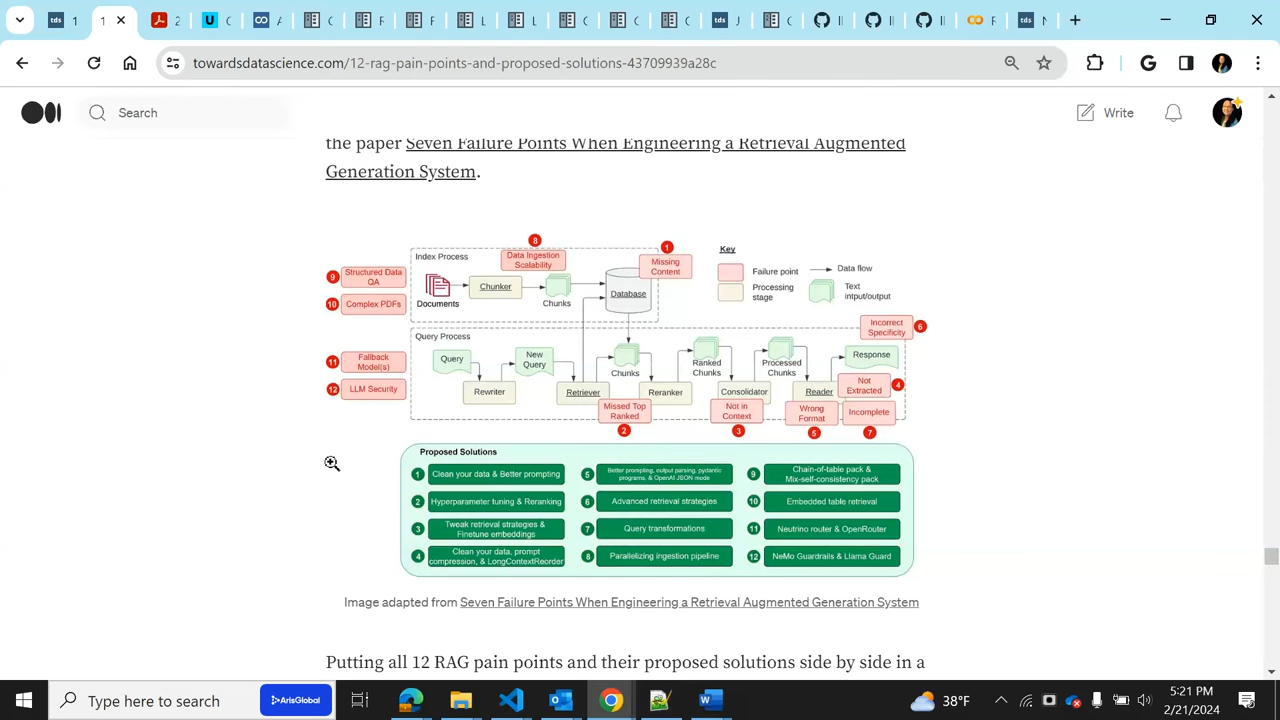 tds
1
2
U
A
C
C
C
C
C
C
tds
J
C
II
II
II
F
tds
N
towardsdatascience.com/12-rag-pain-points-and-proposed-solutions-43709939a28c
Search
Write
the paper Seven Failure Points When Engineering a Retrieval Augmented
Generation System.
8
1
Key
Index Process
Data Ingestion
Scalability
Missing
Content
Failure point
Data flow
9
Structured Data
QA
Chunker
Documents
Chunks
Database
Processing
stage
Text
intput/output
10
Complex PDFs
Incorrect
Specificity
6
Query Process
11
Fallback
Model(s)
Query
New
Query
Chunks
Ranked
Chunks
Processed
Chunks
Response
12
LLM Security
Rewriter
Retriever
Reranker
Consolidator
Reader
Not
Extracted
4
Missed Top
Ranked
Not in
Context
Wrong
Format
Incomplete
2
3
5
7
Proposed Solutions
1 Clean your data & Better prompting
2 Hyperparameter tuning & Reranking
3 Tweak retrieval strategies &
Finetune embeddings
4 Clean your data, prompt
compression, & LongContextReorder
5 Better prompting, output parsing, pydantic
programs, & OpenAI JSON mode
6 Advanced retrieval strategies
7 Query transformations
8 Parallelizing ingestion pipeline
9 Chain-of-table pack &
Mix-self-consistency pack
10 Embedded table retrieval
11 Neutrino router & OpenRouter
12 NeMo Guardrails & Llama Guard
Image adapted from Seven Failure Points When Engineering a Retrieval Augmented Generation System
Putting all 12 RAG pain points and their proposed solutions side by side in a
Type here to search
ArisGlobal
38°F
5:21 PM
2/21/2024